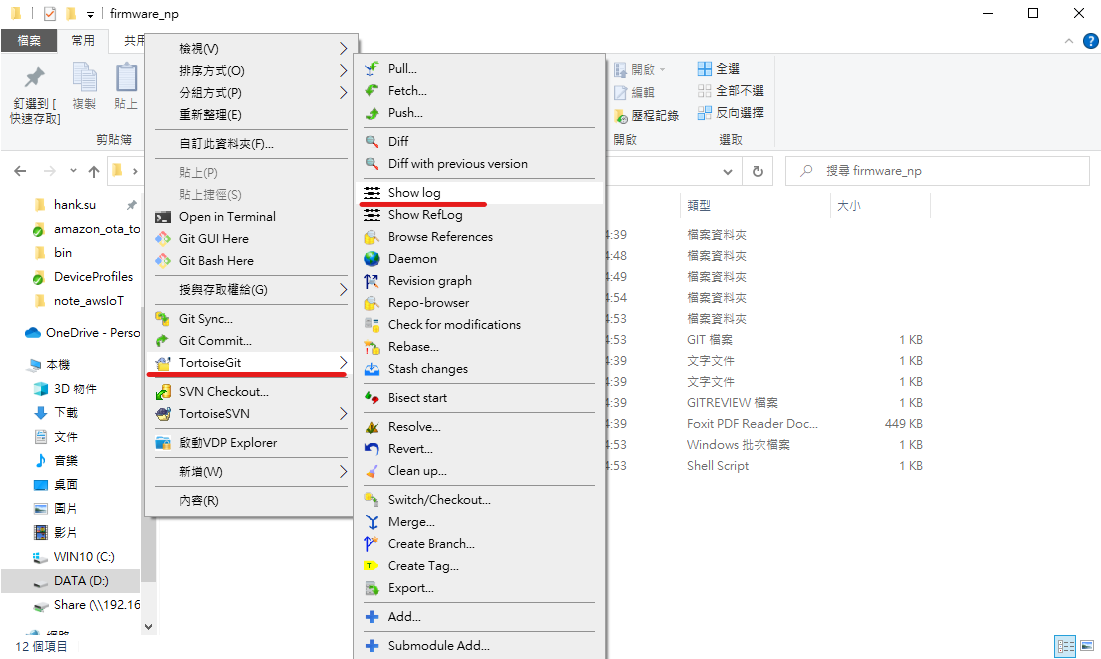 firmware_np
檔案
常用
共用
釘選到 [
快速存取]
複製
貼上
剪貼簿
開啟
編輯
歷程記錄
開啟
全選
全部不選
反向選擇
選取
搜尋 firmware_np
hank.su
amazon_ota_to
bin
DeviceProfiles
note_awsIoT
OneDrive - Perso
本機
3D 物件
下載
文件
音樂
桌面
圖片
影片
WIN10 (C:)
DATA (D:)
Share (\\192.16
網路
12 個項目
檢視(V)
排序方式(O)
分組方式(P)
重新整理(E)
自訂此資料夾(F)...
貼上(P)
貼上捷徑(S)
Open in Terminal
Git GUI Here
Git Bash Here
授與存取權給(G)
Git Sync...
Git Commit...
TortoiseGit
SVN Checkout...
TortoiseSVN
啟動VDP Explorer
新增(W)
內容(R)
Pull...
Fetch...
Push...
Diff
Diff with previous version
Show log
Show RefLog
Browse References
Daemon
Revision graph
Repo-browser
Check for modifications
Rebase...
Stash changes
Bisect start
Resolve...
Revert...
Clean up...
Switch/Checkout...
Merge...
Create Branch...
Create Tag...
Export...
Add...
Submodule Add...
類型 大小
4:39 檔案資料夾
4:48 檔案資料夾
4:49 檔案資料夾
4:54 檔案資料夾
4:53 檔案資料夾
4:53 GIT 檔案 1 KB
4:39 文字文件 1 KB
4:39 文字文件 1 KB
4:39 GITREVIEW 檔案 1 KB
4:39 Foxit PDF Reader Doc... 449 KB
4:53 Windows 批次檔案 1 KB
4:53 Shell Script 1 KB